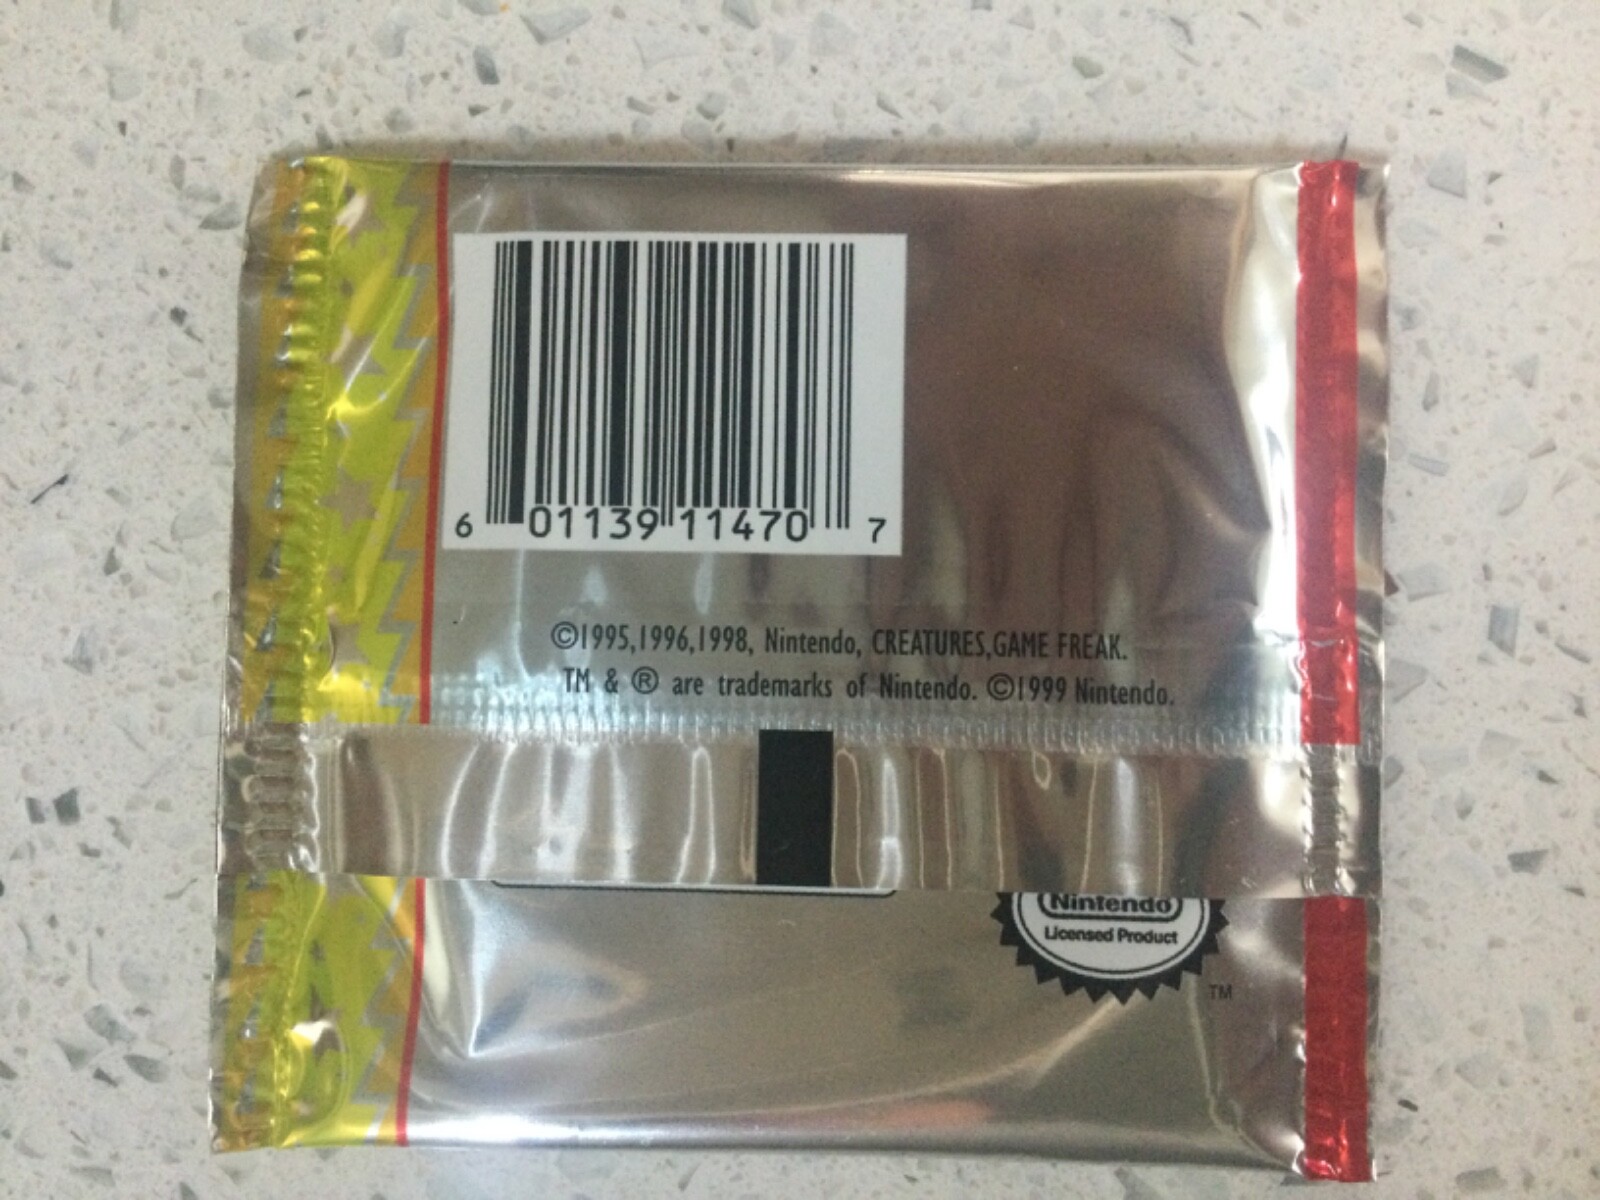 6 01139 11470 7
©1995,1996,1998, Nintendo, CREATURES,GAME FREAK.
TM & ® are trademarks of Nintendo. ©1999 Nintendo.
Nintendo
Licensed Product
TM